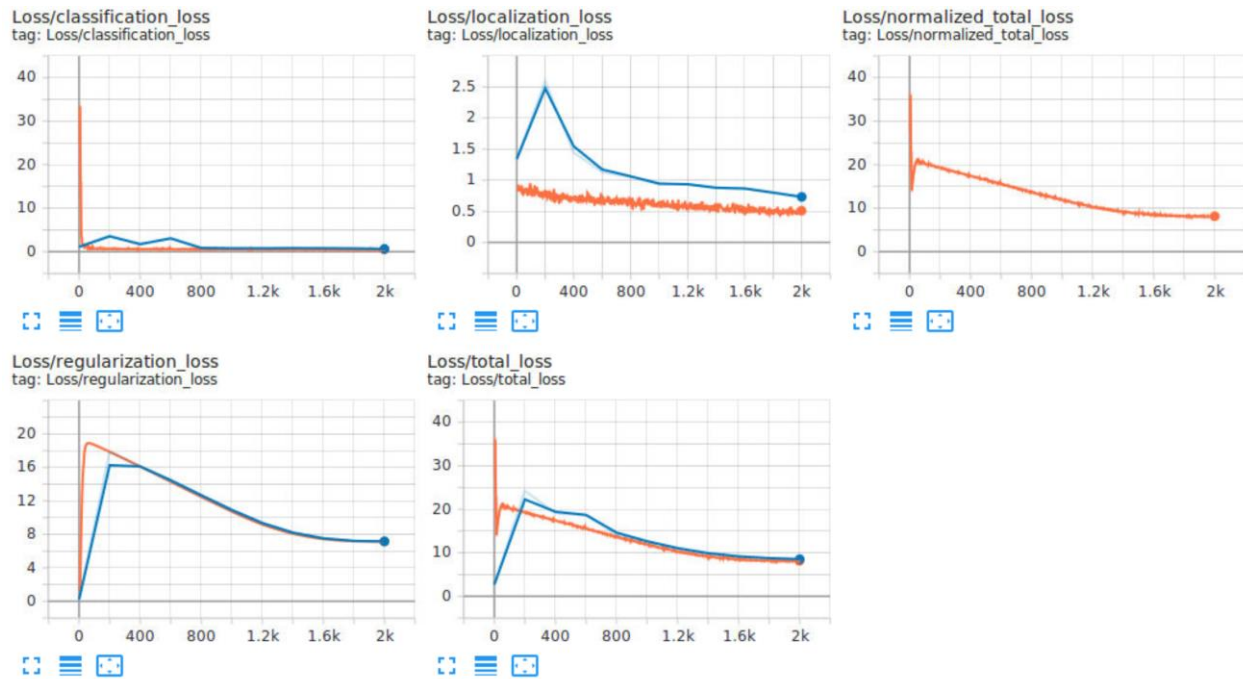 Loss/classification_loss
tag: Loss/classification_loss
40
30
20
10
0
0 400 800 1.2k 1.6k 2k
Loss/localization_loss
tag: Loss/localization_loss
2.5
2
1.5
1
0.5
0
0 400 800 1.2k 1.6k 2k
Loss/normalized_total_loss
tag: Loss/normalized_total_loss
40
30
20
10
0
0 400 800 1.2k 1.6k 2k
Loss/regularization_loss
tag: Loss/regularization_loss
20
16
12
8
4
0
0 400 800 1.2k 1.6k 2k
Loss/total_loss
tag: Loss/total_loss
40
30
20
10
0
0 400 800 1.2k 1.6k 2k